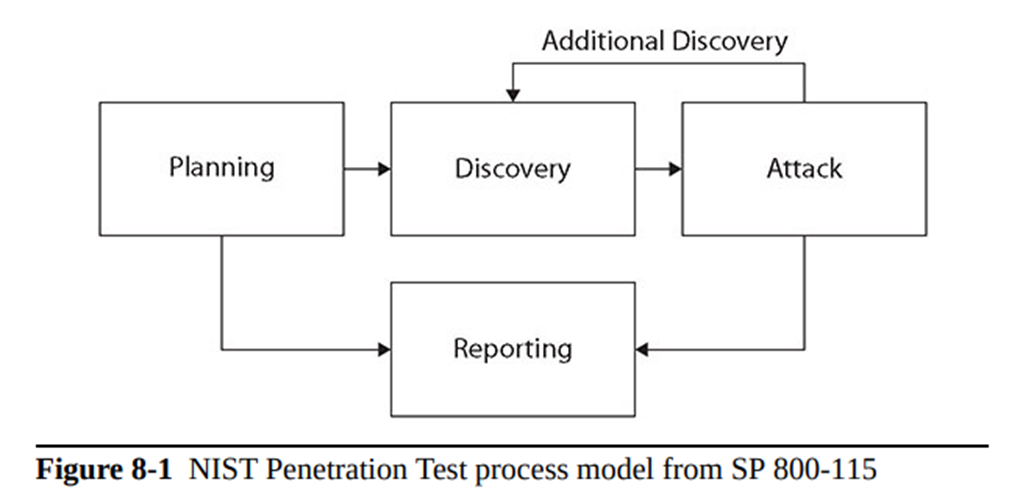 Additional Discovery
Planning
Discovery
Attack
Reporting
Figure 8-1 NIST Penetration Test process model from SP 800-115